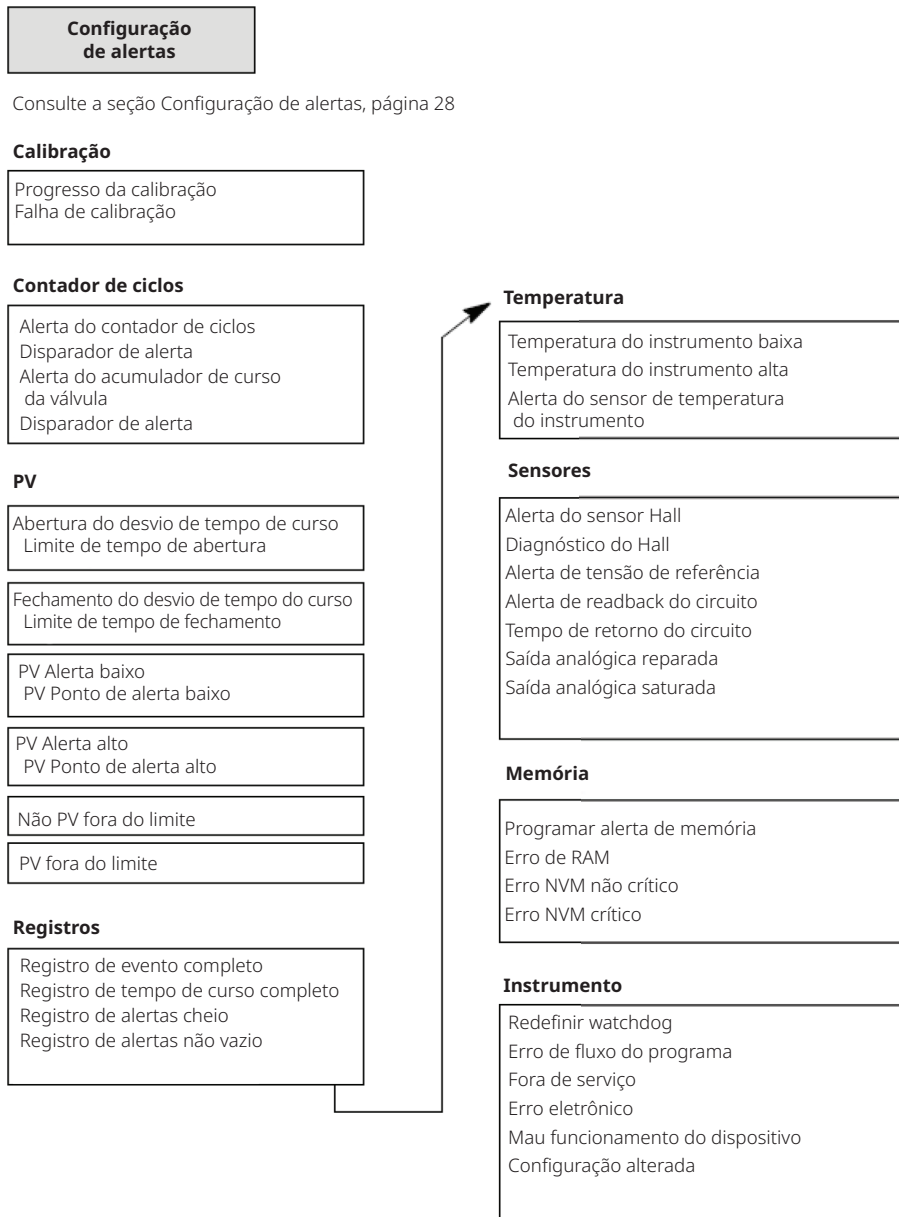 Configuração
de alertas
Consulte a seção Configuração de alertas, página 28
Calibração
Progresso da calibração
Falha de calibração
Contador de ciclos
Alerta do contador de ciclos
Disparador de alerta
Alerta do acumulador de curso
da válvula
Disparador de alerta
PV
Abertura do desvio de tempo de curso
Limite de tempo de abertura
Fechamento do desvio de tempo do curso
Limite de tempo de fechamento
PV Alerta baixo
PV Ponto de alerta baixo
PV Alerta alto
PV Ponto de alerta alto
Não PV fora do limite
PV fora do limite
Registros
Registro de evento completo
Registro de tempo de curso completo
Registro de alertas cheio
Registro de alertas não vazio
Temperatura
Temperatura do instrumento baixa
Temperatura do instrumento alta
Alerta do sensor de temperatura
do instrumento
Sensores
Alerta do sensor Hall
Diagnóstico do Hall
Alerta de tensão de referência
Alerta de readback do circuito
Tempo de retorno do circuito
Saída analógica reparada
Saída analógica saturada
Memória
Programar alerta de memória
Erro de RAM
Erro NVM não crítico
Erro NVM crítico
Instrumento
Redefinir watchdog
Erro de fluxo do programa
Fora de serviço
Erro eletrônico
Mau funcionamento do dispositivo
Configuração alterada